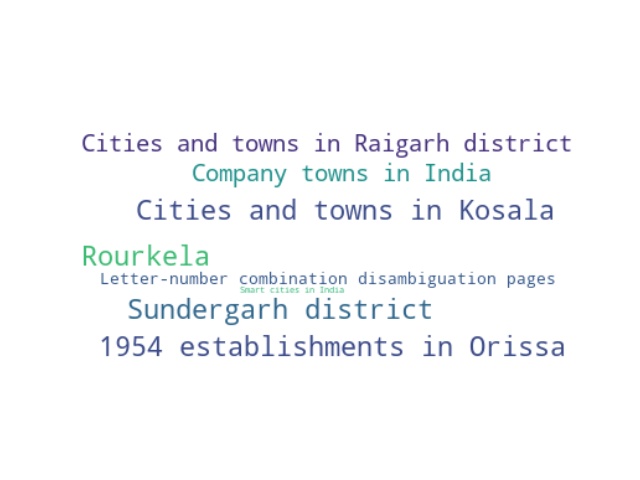 Cities and towns in Raigarh district
Company towns in India
Cities and towns in Kosala
Rourkela
Letter-number combination disambiguation pages
Smart cities in India
Sundergarh district
1954 establishments in Orissa